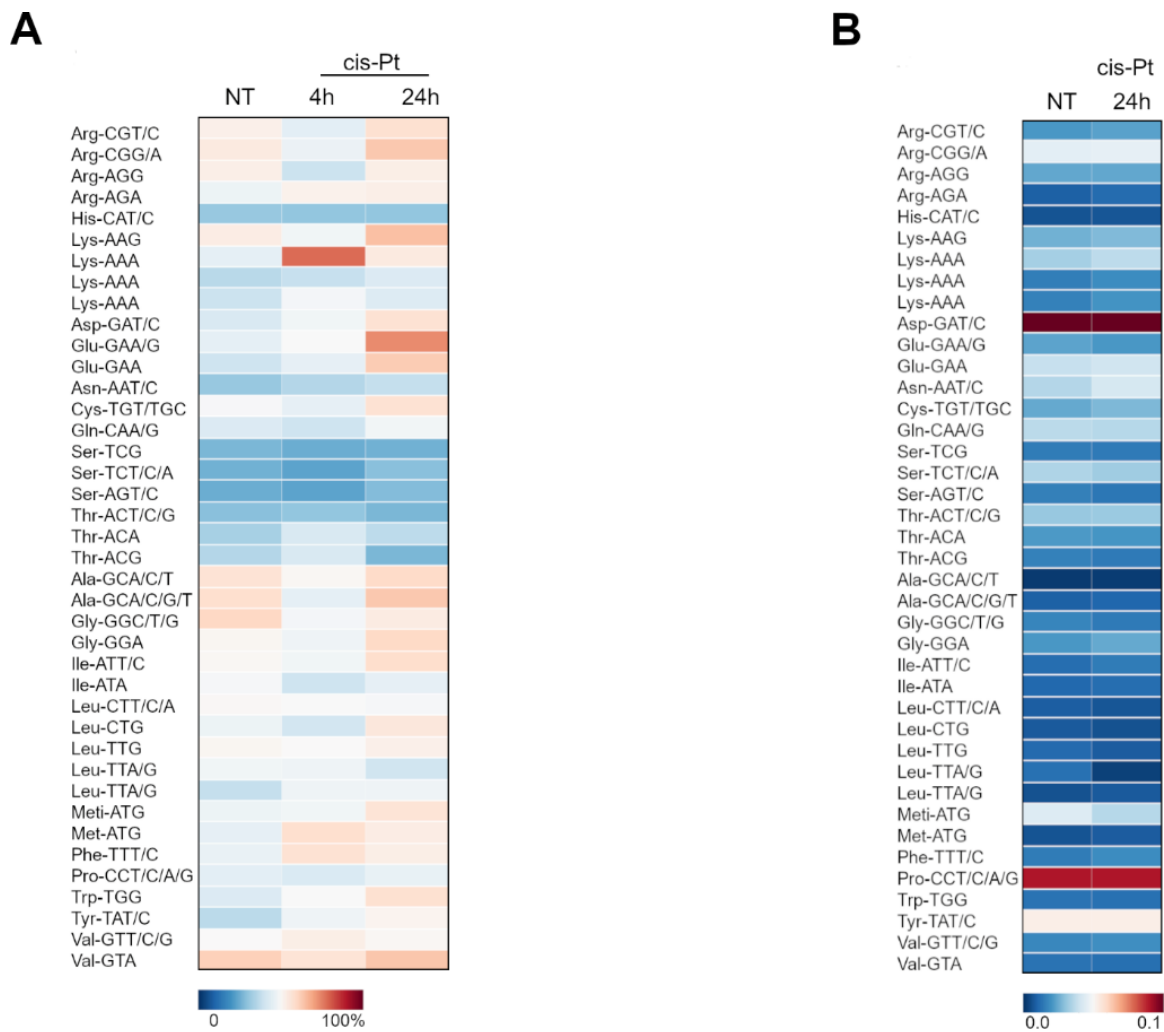 A
cis-Pt
NT 4h 24h
Arg-CGT/C
Arg-CGG/A
Arg-AGG
Arg-AGA
His-CAT/C
Lys-AAG
Lys-AAA
Lys-AAA
Lys-AAA
Asp-GAT/C
Glu-GAA/G
Glu-GAA
Asn-AAT/C
Cys-TGT/TGC
Gln-CAA/G
Ser-TCG
Ser-TCT/C/A
Ser-AGT/C
Thr-ACT/C/G
Thr-ACA
Thr-ACG
Ala-GCA/C/T
Ala-GCA/C/G/T
Gly-GGC/T/G
Gly-GGA
Ile-ATT/C
Ile-ATA
Leu-CTT/C/A
Leu-CTG
Leu-TTG
Leu-TTA/G
Leu-TTA/G
Meti-ATG
Met-ATG
Phe-TTT/C
Pro-CCT/C/A/G
Trp-TGG
Tyr-TAT/C
Val-GTT/C/G
Val-GTA
0 100%
B
cis-Pt
NT 24h
Arg-CGT/C
Arg-CGG/A
Arg-AGG
Arg-AGA
His-CAT/C
Lys-AAG
Lys-AAA
Lys-AAA
Lys-AAA
Asp-GAT/C
Glu-GAA/G
Glu-GAA
Asn-AAT/C
Cys-TGT/TGC
Gln-CAA/G
Ser-TCG
Ser-TCT/C/A
Ser-AGT/C
Thr-ACT/C/G
Thr-ACA
Thr-ACG
Ala-GCA/C/T
Ala-GCA/C/G/T
Gly-GGC/T/G
Gly-GGA
Ile-ATT/C
Ile-ATA
Leu-CTT/C/A
Leu-CTG
Leu-TTG
Leu-TTA/G
Leu-TTA/G
Meti-ATG
Met-ATG
Phe-TTT/C
Pro-CCT/C/A/G
Trp-TGG
Tyr-TAT/C
Val-GTT/C/G
Val-GTA
0.0 0.1